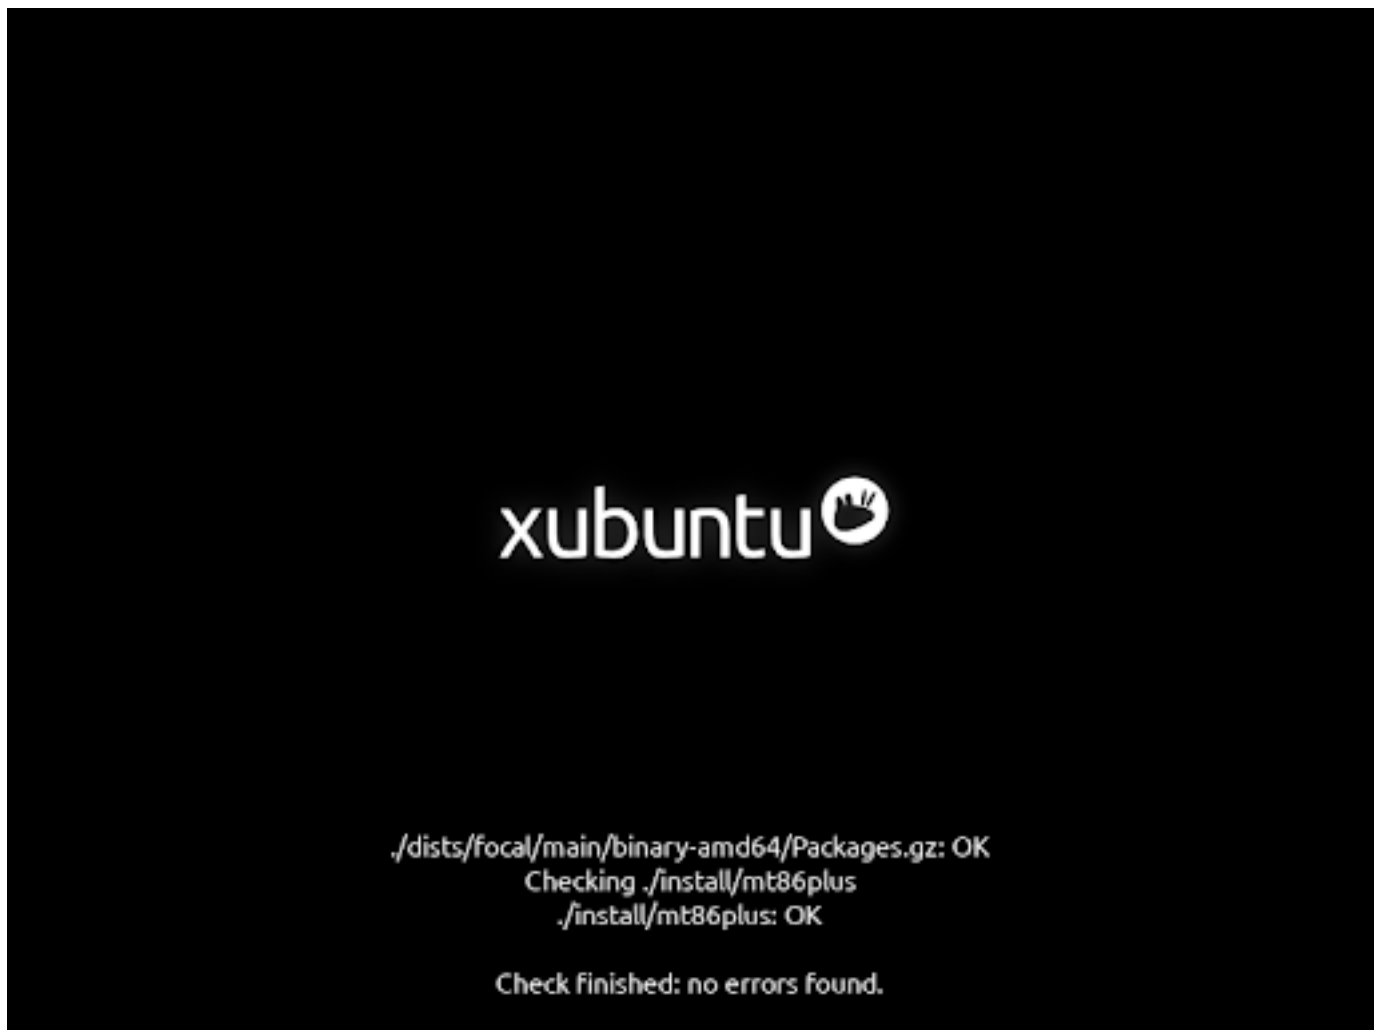 xubuntu
./dists/focal/main/binary-amd64/Packages.gz: OK
Checking ./install/mt86plus
./install/mt86plus: OK
Check finished: no errors found.